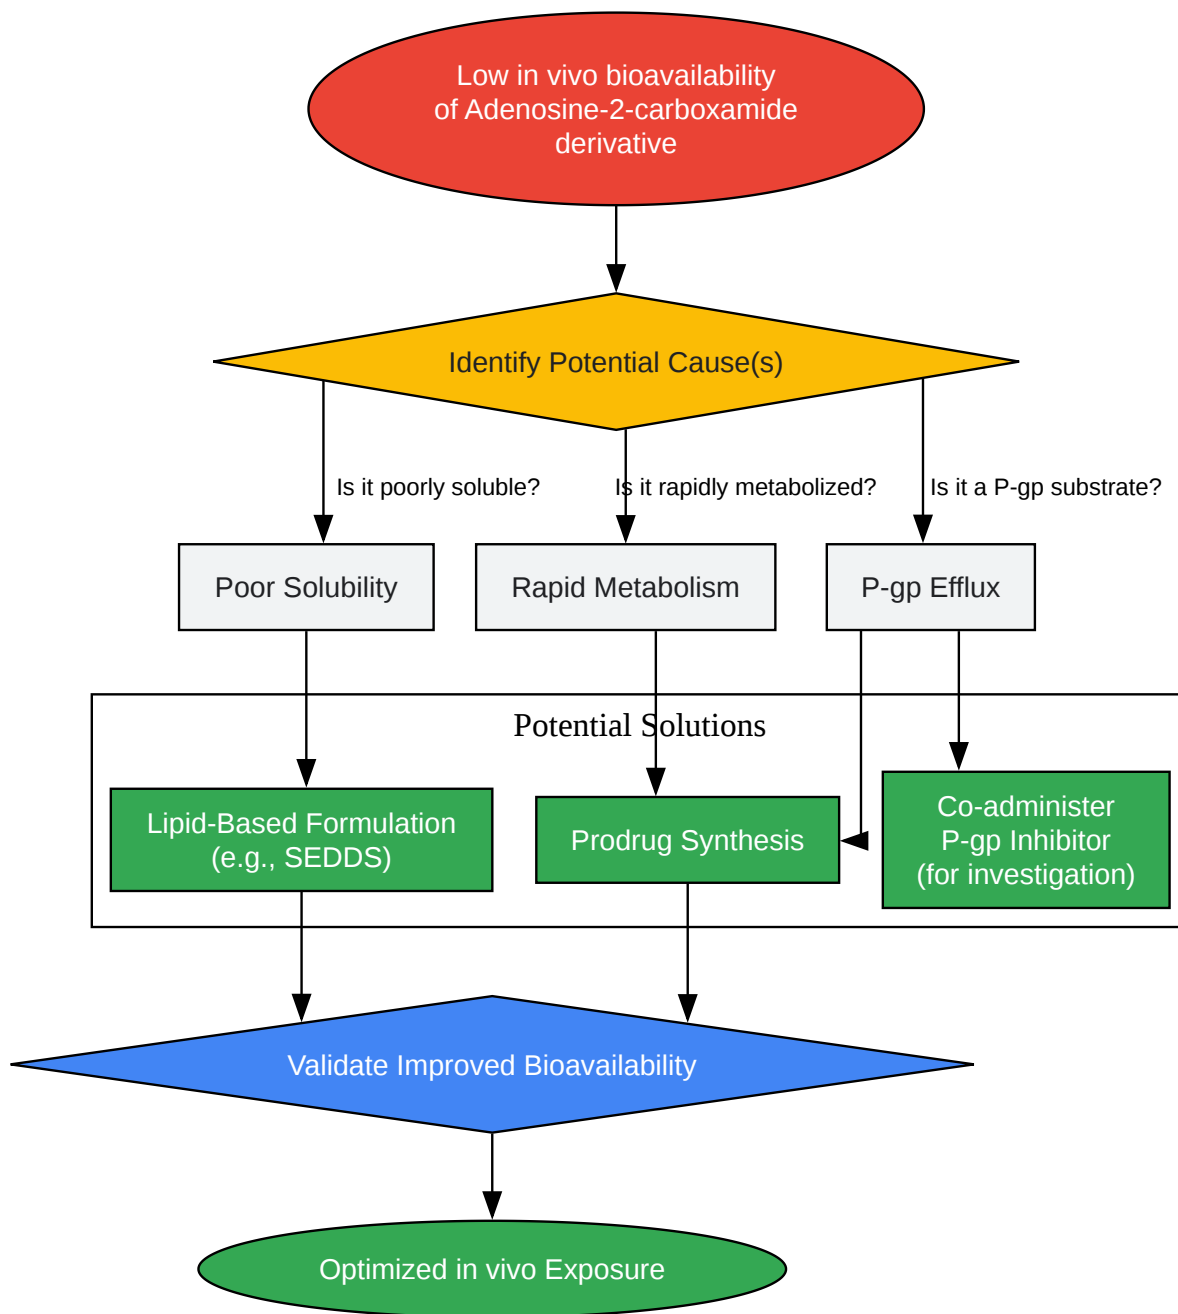 Low in vivo bioavailability
of Adenosine-2-carboxamide
derivative
Identify Potential Cause(s)
Is it poorly soluble?
Is it rapidly metabolized?
Is it a P-gp substrate?
Poor Solubility
Rapid Metabolism
P-gp Efflux
Potential Solutions
Lipid-Based Formulation
(e.g., SEDDS)
Prodrug Synthesis
Co-administer
P-gp Inhibitor
(for investigation)
Validate Improved Bioavailability
Optimized in vivo Exposure